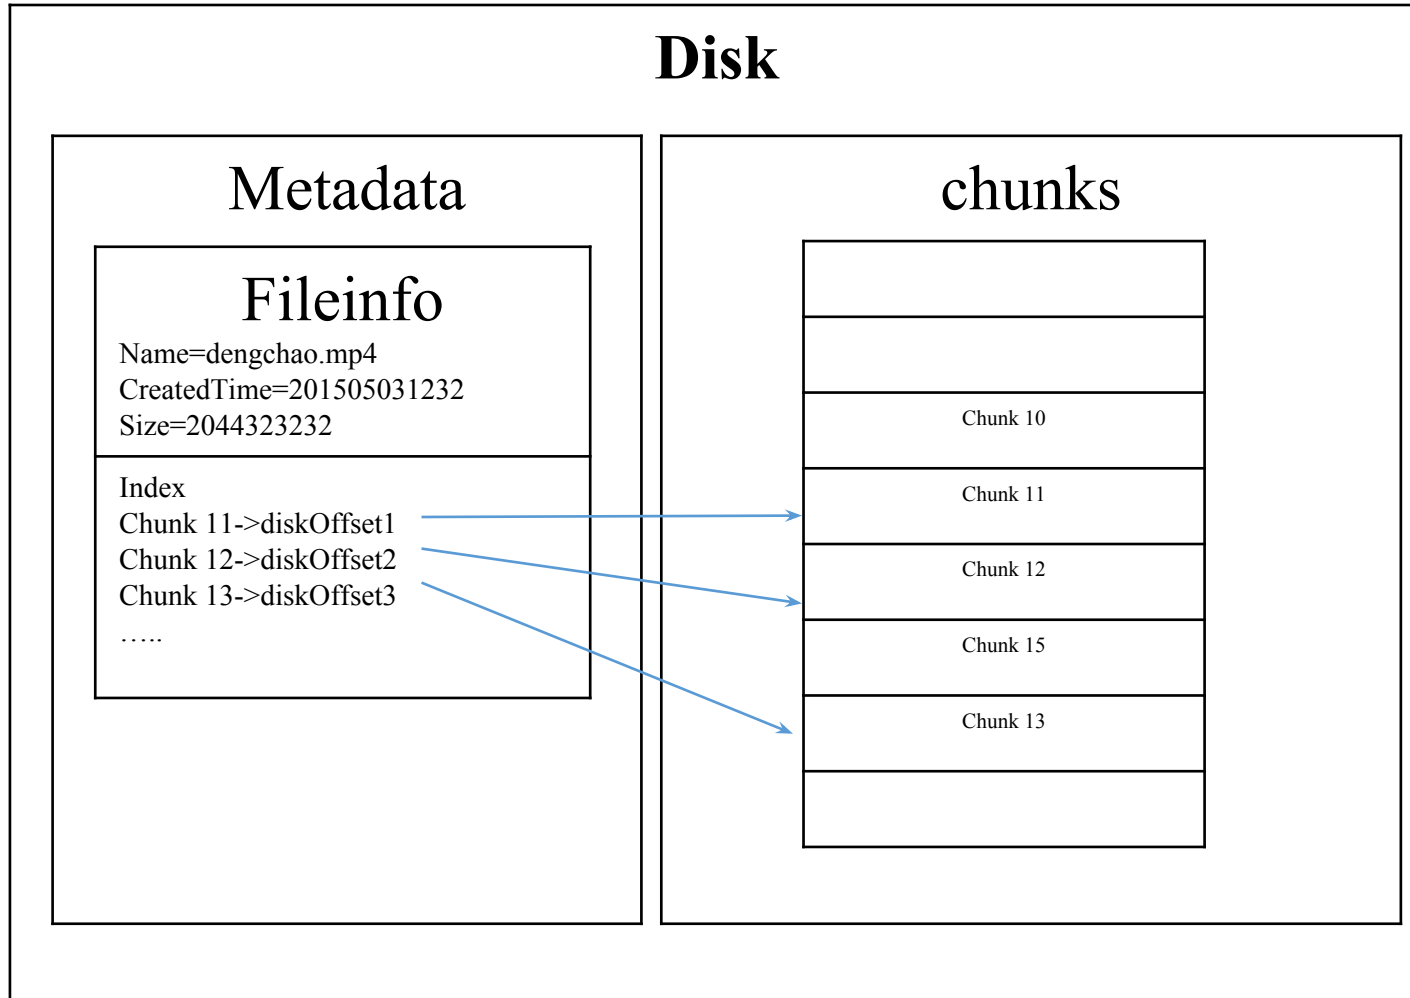 Disk
Metadata
Fileinfo
Name=dengchao.mp4
CreatedTime=201505031232
Size=2044323232
Index
Chunk 11->diskOffset1
Chunk 12->diskOffset2
Chunk 13->diskOffset3
…..
chunks
Chunk 10
Chunk 11
Chunk 12
Chunk 15
Chunk 13